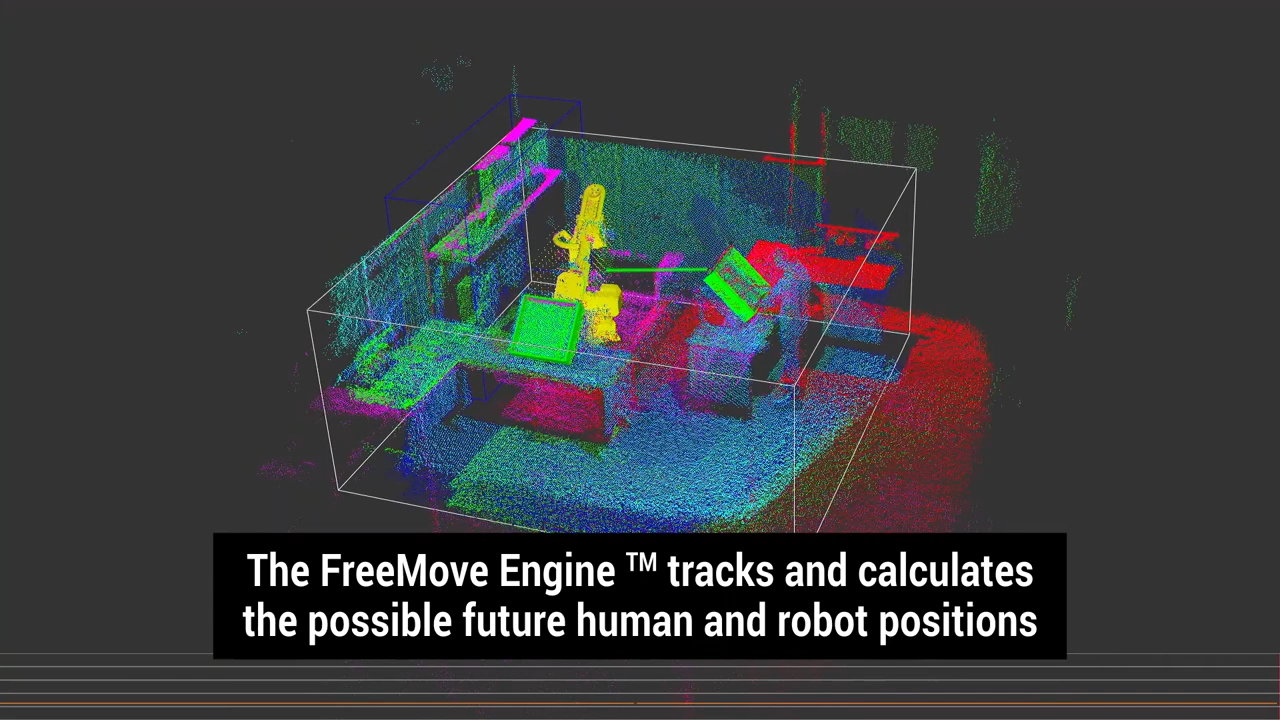 The FreeMove Engine ™ tracks and calculates
the possible future human and robot positions